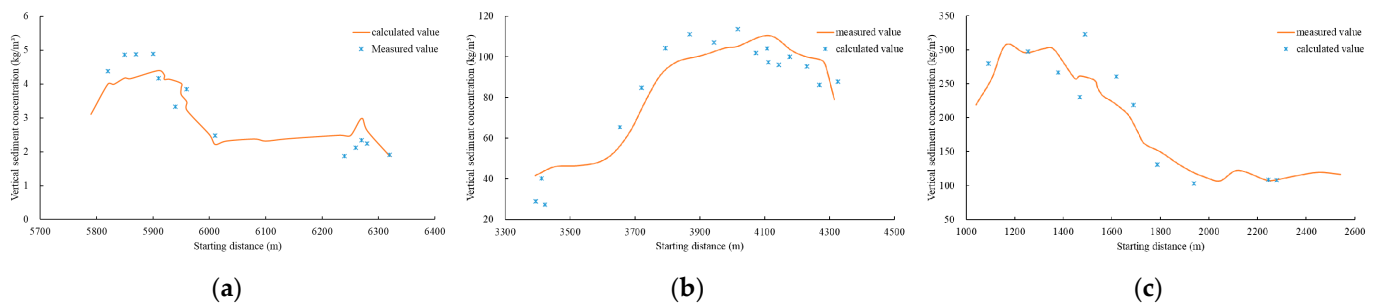 Vertical sediment concentration (kg/m³)
6
5
4
3
2
1
0
5700 5800 5900 6000 6100 6200 6300 6400
Starting distance (m)
calculated value
Measured value
(a)
Vertical sediment concentration (kg/m³)
120
100
80
60
40
20
3300 3500 3700 3900 4100 4300 4500
Starting distance (m)
measured value
calculated value
(b)
Vertical sediment concentration (kg/m³)
350
300
250
200
150
100
50
1000 1200 1400 1600 1800 2000 2200 2400 2600
Starting distance (m)
measured value
calculated value
(c)